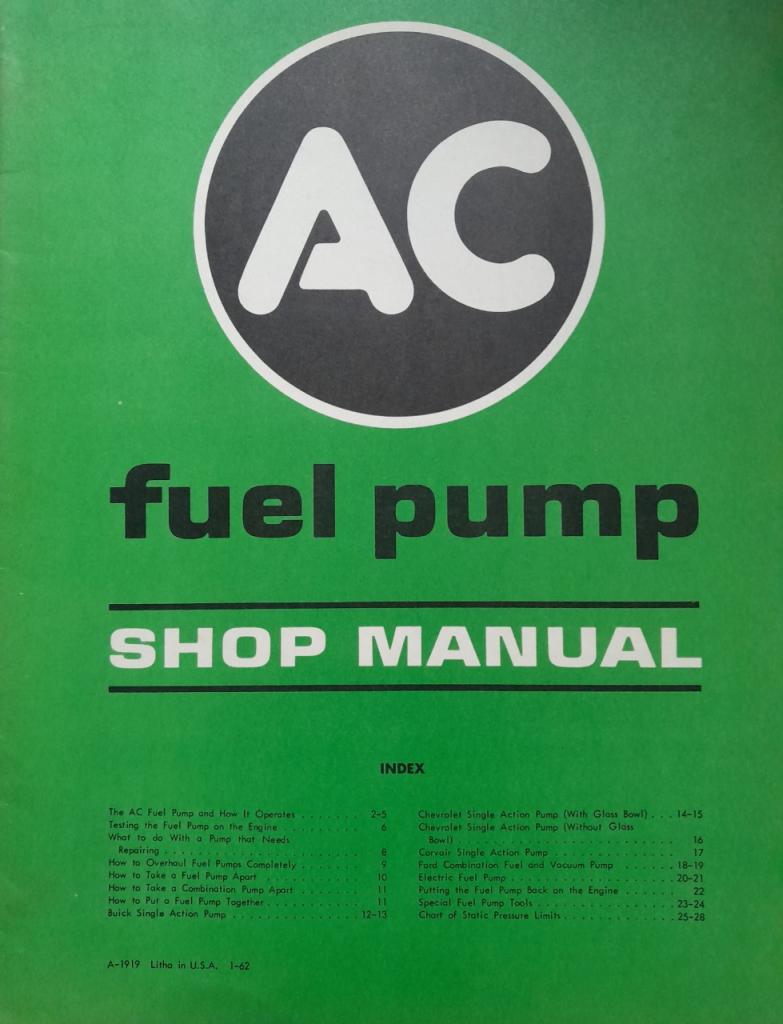 AC
fuel pump
SHOP MANUAL
INDEX
The AC Fuel Pump and How It Operates . . . . . . . 2-5
Testing the Fuel Pump on the Engine . . . . . . . . . 6
What to do With a Pump that Needs
Repairing . . . . . . . . . . . . . . . . . . . . 8
How to Overhaul Fuel Pumps Completely . . . . . . . 9
How to Take a Fuel Pump Apart . . . . . . . . . . . 10
How to Take a Combination Pump Apart . . . . . . . 11
How to Put a Fuel Pump Together . . . . . . . . . . 11
Buick Single Action Pump . . . . . . . . . . . . . 12-13
Chevrolet Single Action Pump (With Glass Bowl) . . . 14-15
Chevrolet Single Action Pump (Without Glass
Bowl) . . . . . . . . . . . . . . . . . . . . . 16
Corvair Single Action Pump . . . . . . . . . . . . . 17
Ford Combination Fuel and Vacuum Pump . . . . . . 18-19
Electric Fuel Pump . . . . . . . . . . . . . . . . 20-21
Putting the Fuel Pump Back on the Engine . . . . . . 22
Special Fuel Pump Tools . . . . . . . . . . . . . . 23-24
Chart of Static Pressure Limits . . . . . . . . . . . 25-28
A-1919 Litho in U.S.A. 1-62